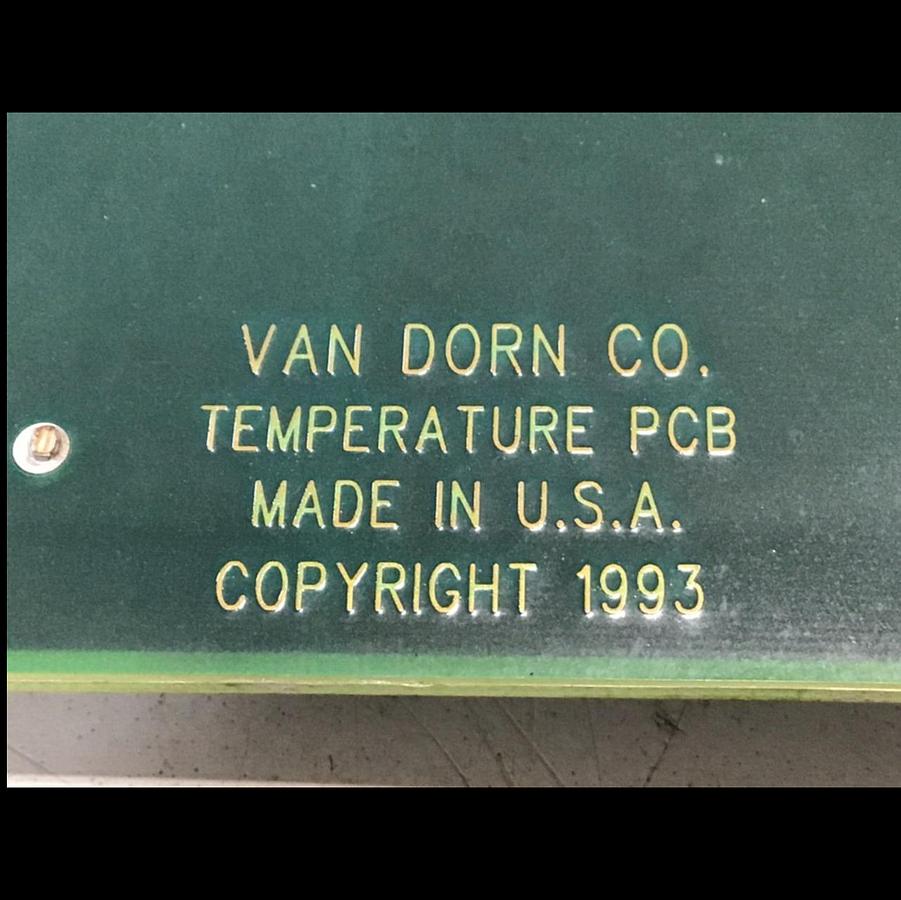 VAN DORN CO.
TEMPERATURE PCB
MADE IN U.S.A.
COPYRIGHT 1993